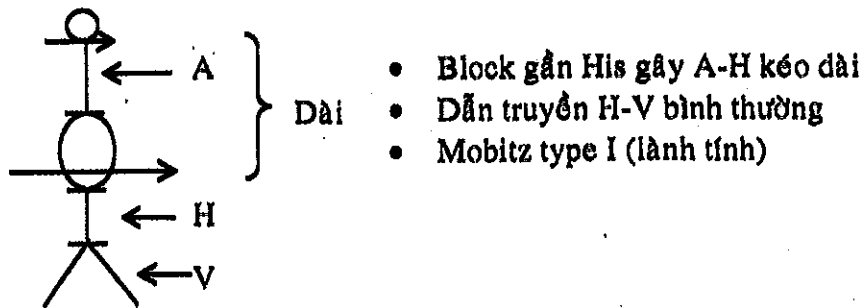 A
H
V
Dài
• Block gần His gây A-H kéo dài
• Dẫn truyền H-V bình thường
• Mobitz type I (lành tính)